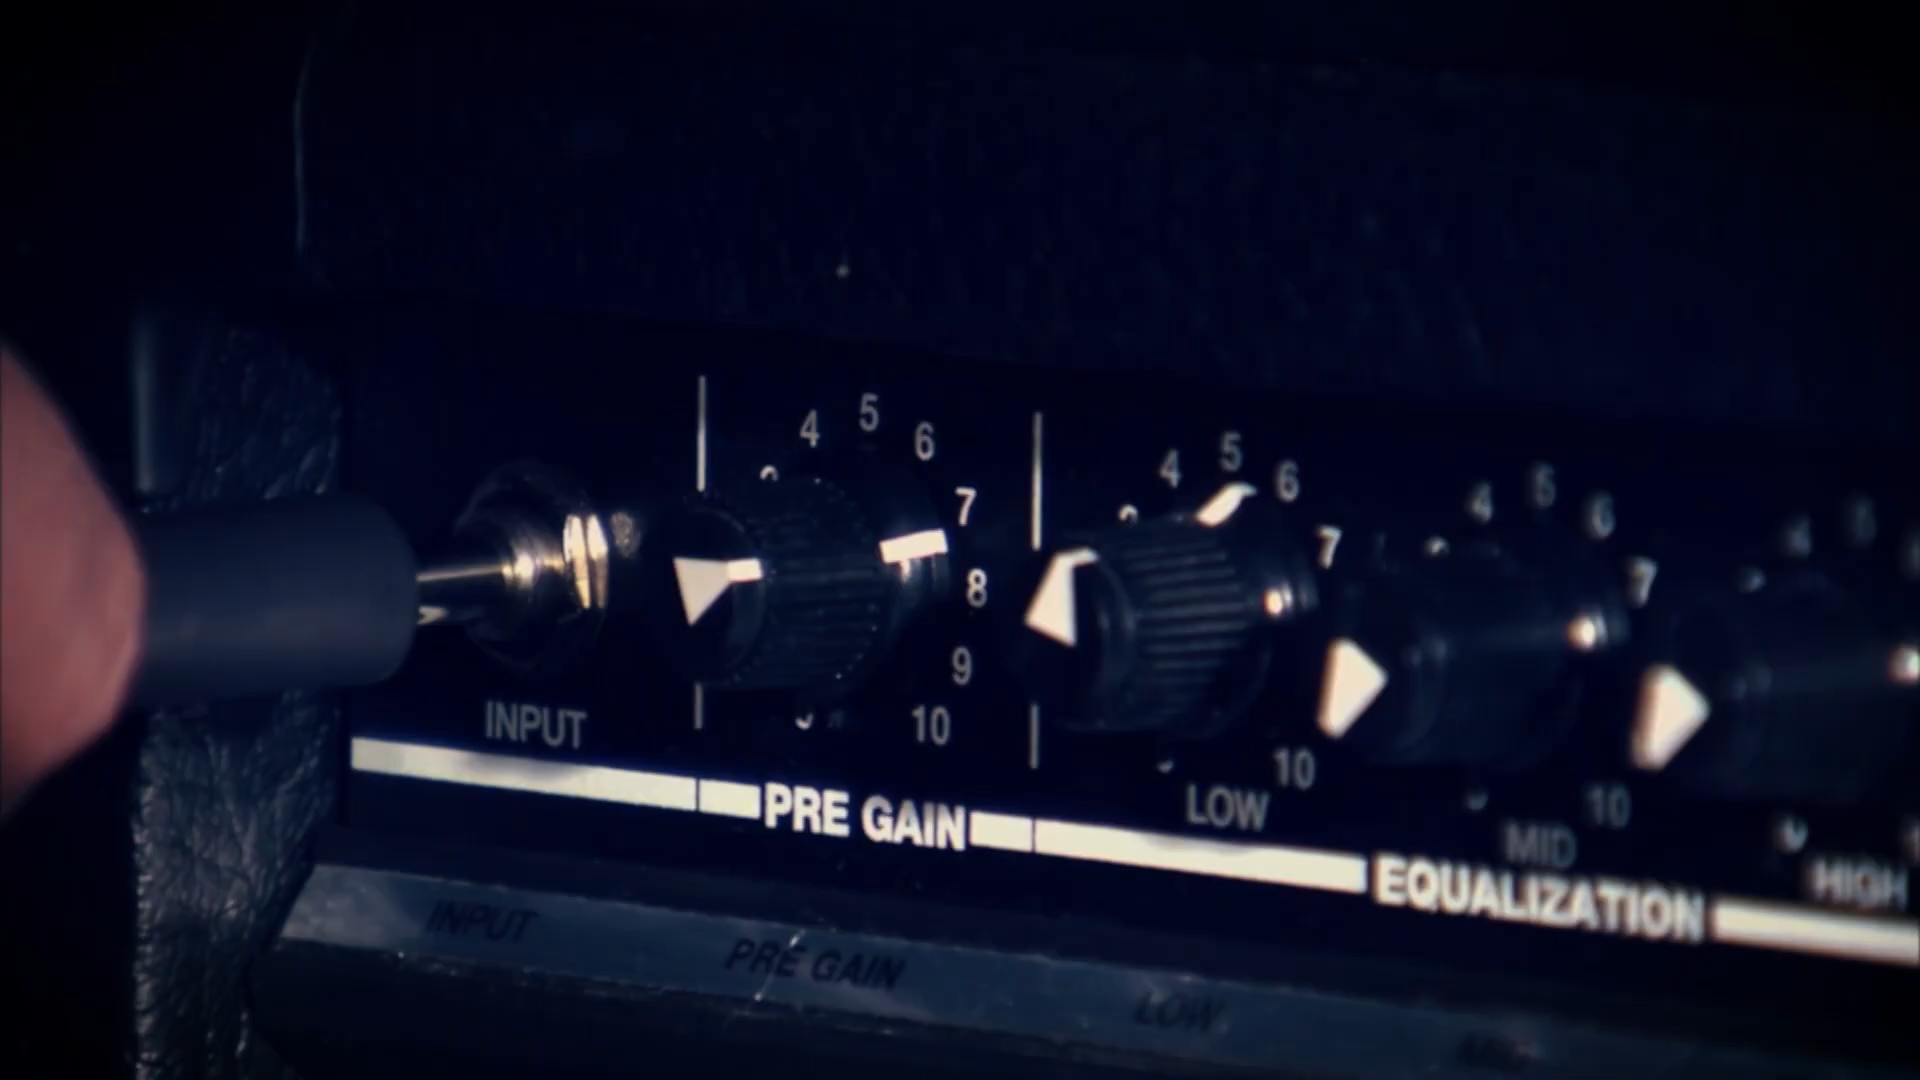 4 5 6
7
8
9
10
4 5 6
7
10
4 5 6
7
10
4
INPUT
PRE GAIN
LOW
MID
HIGH
EQUALIZATION
INPUT
PRE GAIN
LOW